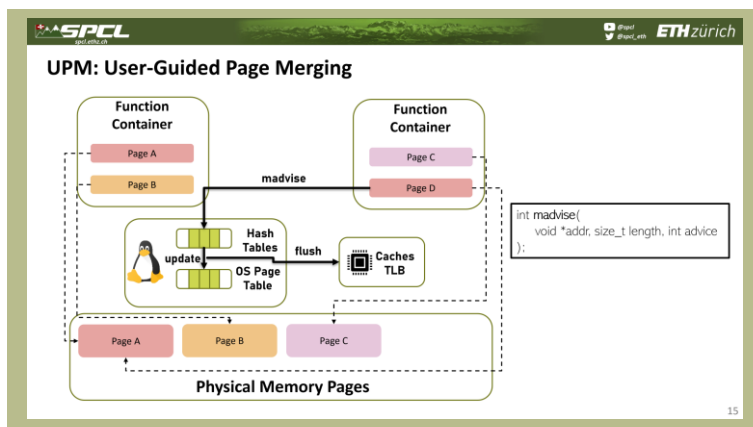 SPCL
spcl.ethz.ch
@spcl
@spcl_eth
ETH zürich
UPM: User-Guided Page Merging
Function
Container
Page A
Page B
Function
Container
Page C
Page D
madvise
int madvise(
void *addr, size_t length, int advice
);
Hash
Tables
update
flush
OS Page
Table
Caches
TLB
Page A
Page B
Page C
Physical Memory Pages
15